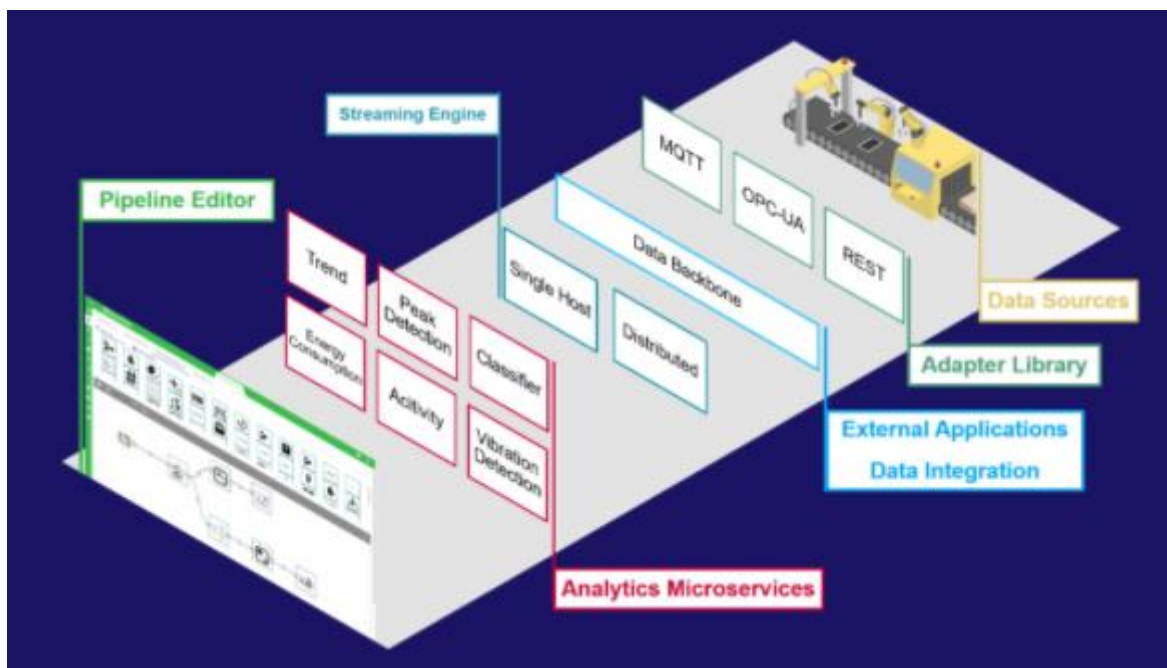 Streaming Engine
MQTT
Pipeline Editor
OPC-UA
Trend
Data Backbone
REST
Single Host
Peak
Detection
Data Sources
Energy
Consumption
Distributed
Classifier
Adapter Library
Acitivity
External Applications
Data Integration
Vibration
Detection
Analytics Microservices